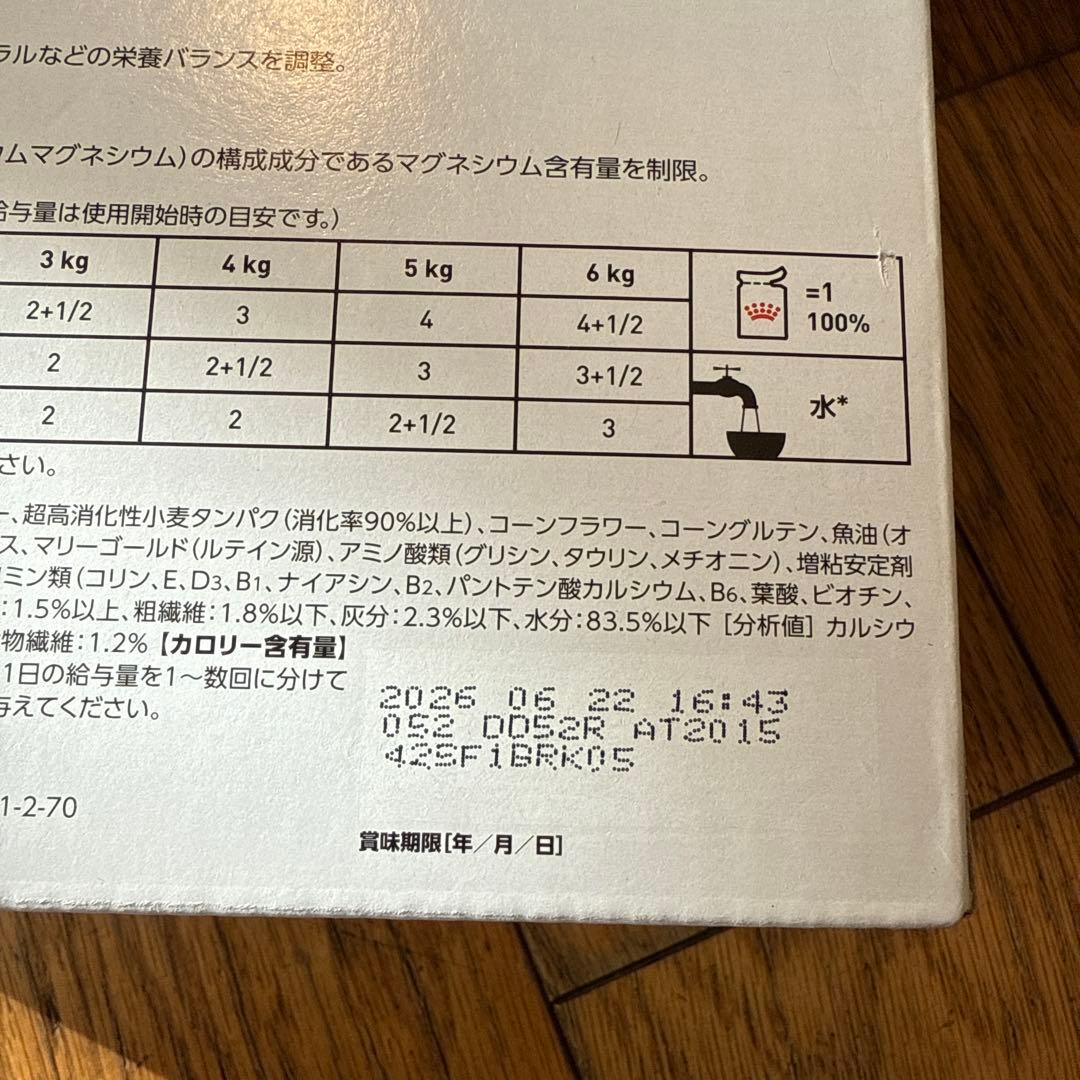 ラルなどの栄養バランスを調整。
ウムマグネシウム)の構成成分であるマグネシウム含有量を制限。
給与量は使用開始時の目安です。)
3 kg 4 kg 5 kg 6 kg =1 100%
2+1/2 3 4 4+1/2
2 2+1/2 3 3+1/2 水*
2 2 2+1/2 3
さい。
ー、超高消化性小麦タンパク(消化率90%以上)、コーンフラワー、コーングルテン、魚油(オ
ス、マリーゴールド(ルテイン源)、アミノ酸類(グリシン、タウリン、メチオニン)、増粘安定剤
ミン類(コリン、E、D3、B1、ナイアシン、B2、パントテン酸カルシウム、B6、葉酸、ビオチン、
:1.5%以上、粗繊維:1.8%以下、灰分:2.3%以下、水分:83.5%以下 [分析値] カルシウ
物繊維:1.2%【カロリー含有量】
1日の給与量を1〜数回に分けて
与えてください。
2026 06 22 16:43
052 DD52R AT2015
42SF1BRK05
1-2-70
賞味期限[年/月/日]